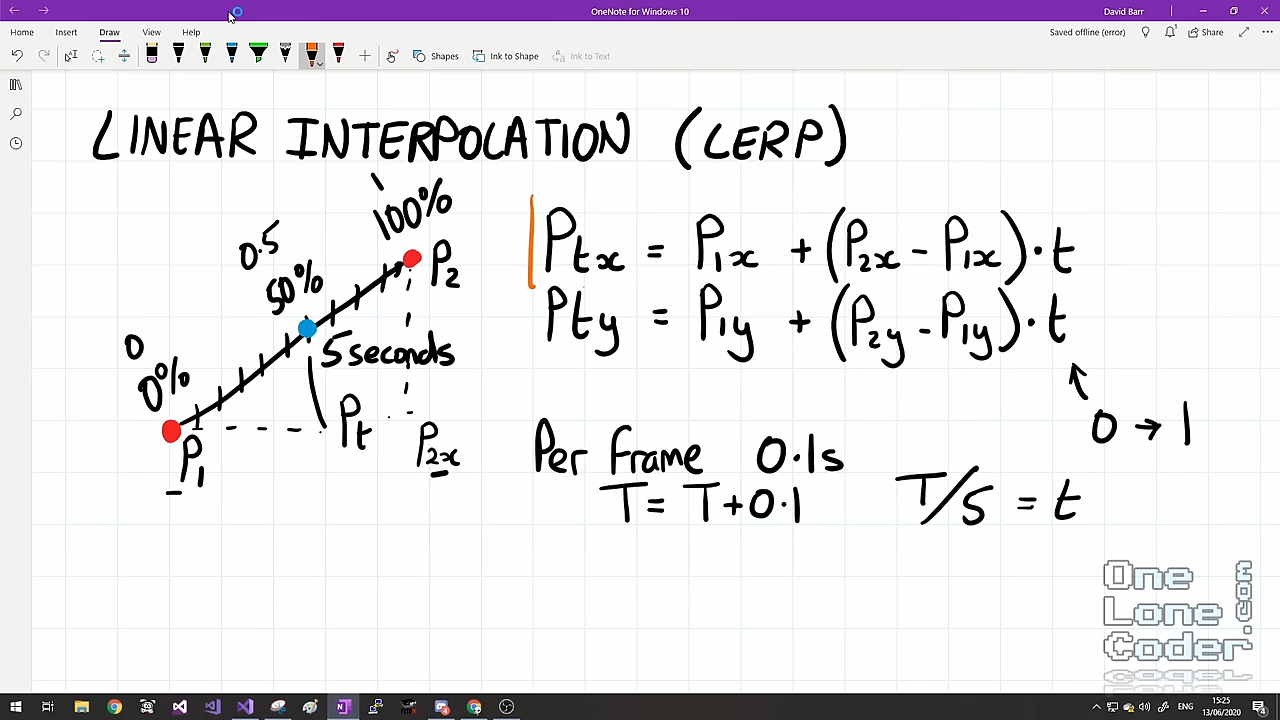 OneNote for Windows 10
David Barr
Home Insert Draw View Help
Saved offline (error)
Share
Shapes
Ink to Shape
Ink to Text
LINEAR INTERPOLATION (LERP)
100%
0.5
50%
P2
0
0%
5 seconds
P1
Pt
P2x
Ptx = P1x + (P2x - P1x) · t
Pty = P1y + (P2y - P1y) · t
0 → 1
Per frame 0.1s
T = T + 0.1
T/5 = t
One
Lone
Coder
.com
15:25
13/06/2020